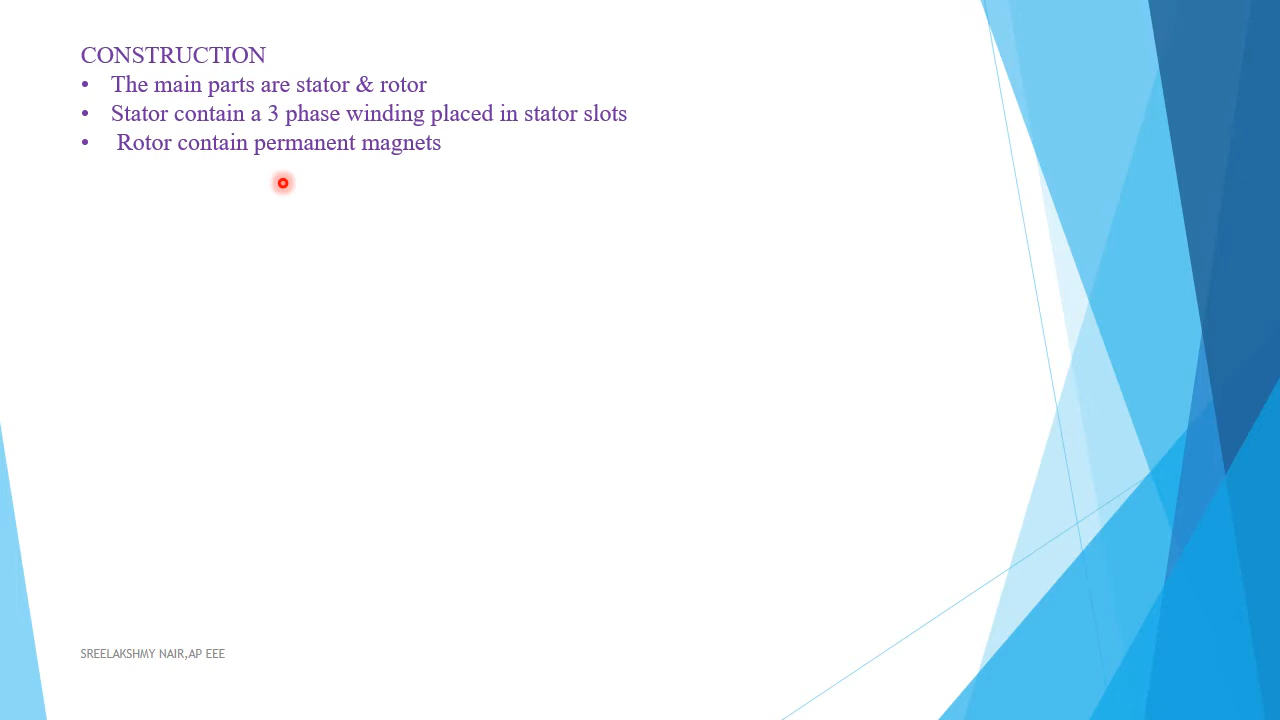 CONSTRUCTION
• The main parts are stator & rotor
• Stator contain a 3 phase winding placed in stator slots
• Rotor contain permanent magnets
SREELAKSHMY NAIR,AP EEE